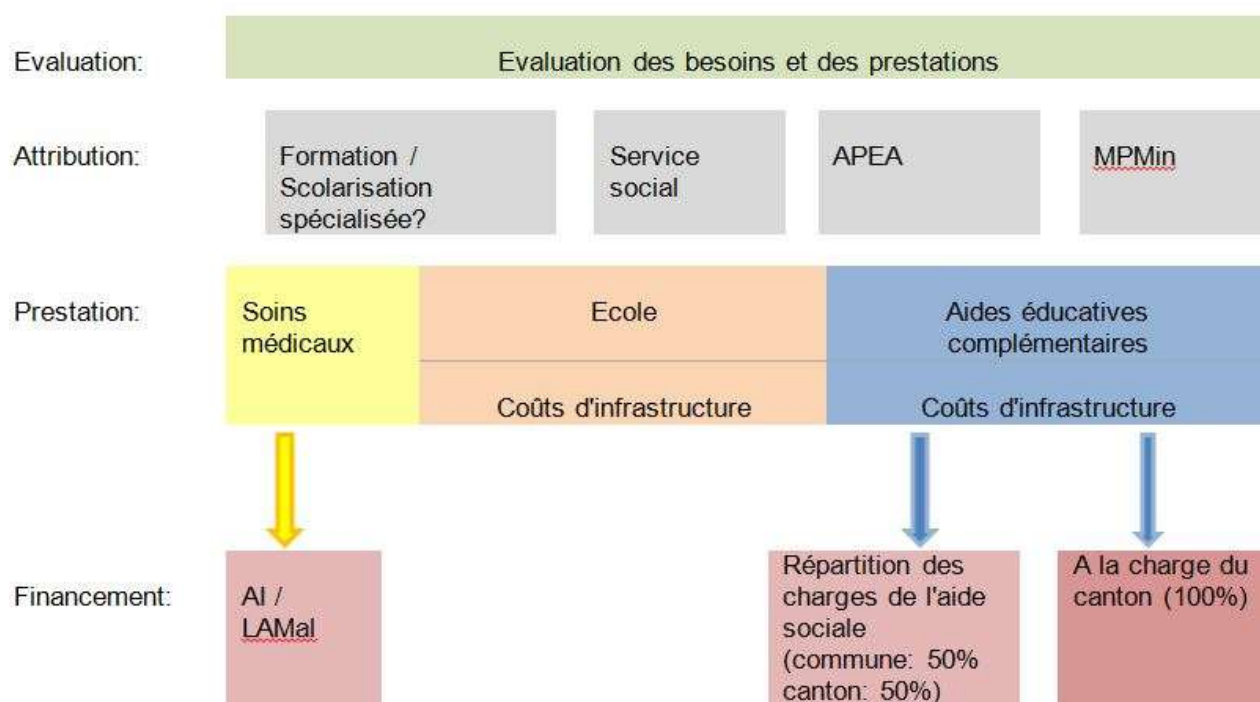 Evaluation:
Evaluation des besoins et des prestations
Attribution:
Formation /
Scolarisation
spécialisée?
Service
social
APEA
MPMin
Prestation:
Soins
médicaux
Ecole
Coûts d'infrastructure
Aides éducatives
complémentaires
Coûts d'infrastructure
Financement:
AI /
LAMal
Répartition des
charges de l'aide
sociale
(commune: 50%
canton: 50%)
A la charge du
canton (100%)